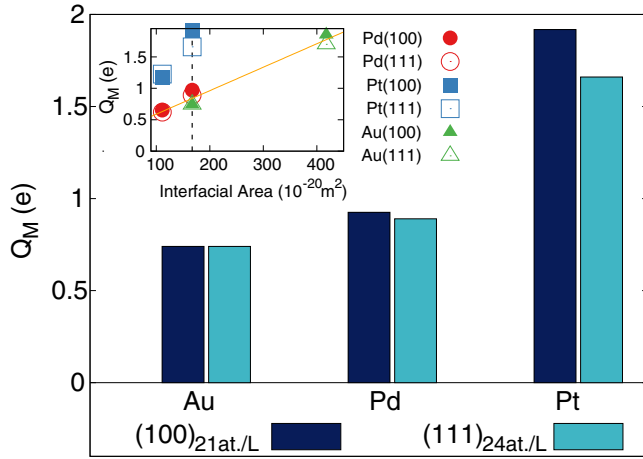 2
1.5
1
0.5
0
Q_M (e)
Au
Pd
Pt
(100)_21at./L
(111)_24at./L
1.5
1
0.5
0
Q_M (e)
100
200
300
400
Interfacial Area (10^-20m^2)
Pd(100)
Pd(111)
Pt(100)
Pt(111)
Au(100)
Au(111)